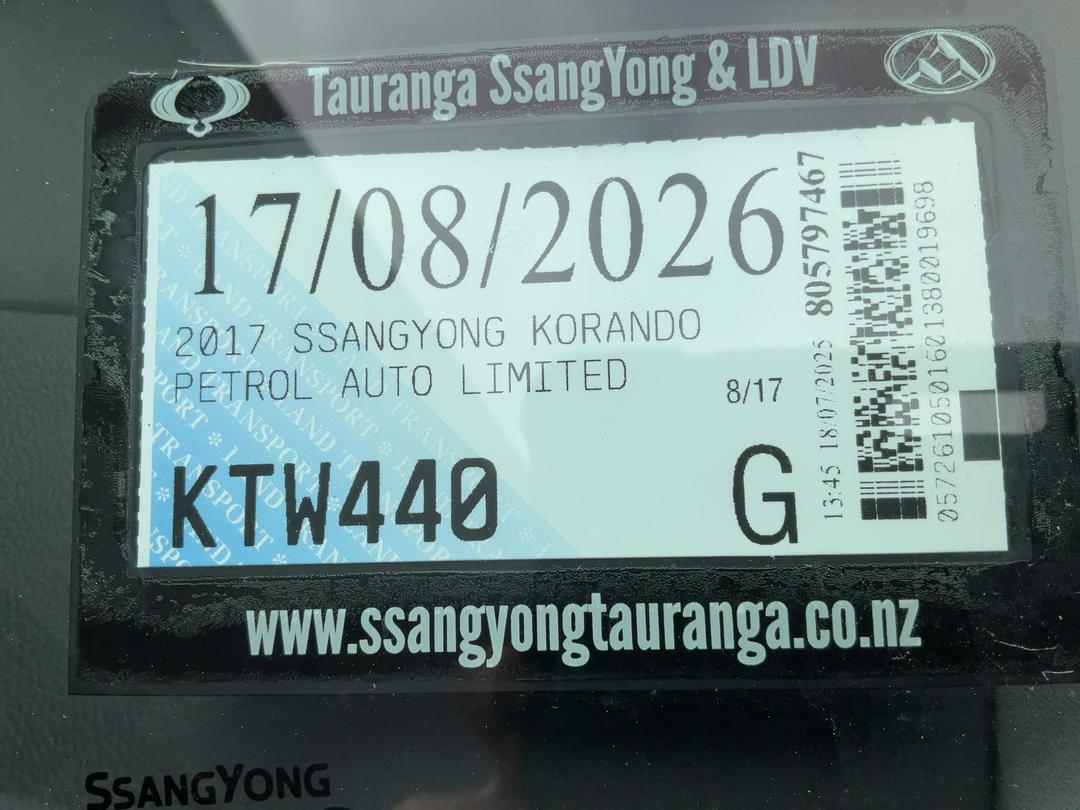 Tauranga SsangYong & LDV
17/08/2026
2017 SSANGYONG KORANDO
PETROL AUTO LIMITED
8/17
KTW440
G
805797467
13:45 18/07/2025
05726105016013800019698
www.ssangyongtauranga.co.nz
SSANGYONG